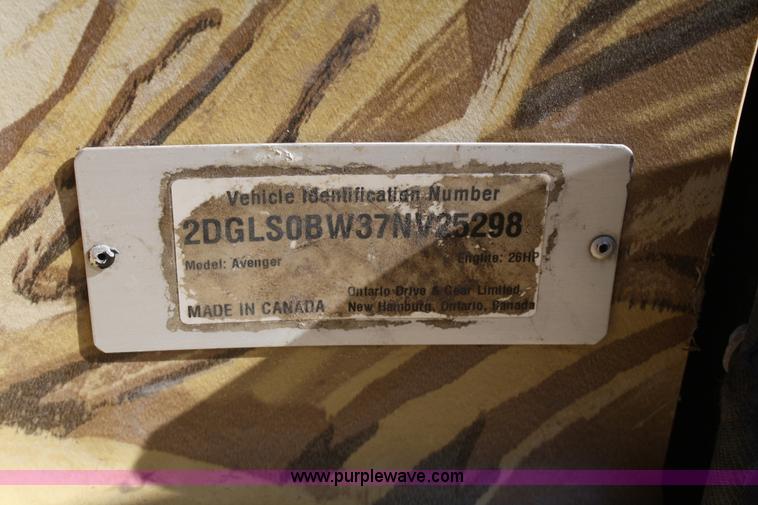 Vehicle Identification Number
2DGLS0BW37NV25298
Model: Avenger Engine: 26HP
Ontario Drive & Gear Limited,
MADE IN CANADA New Hamburg, Ontario, Canada
www.purplewave.com